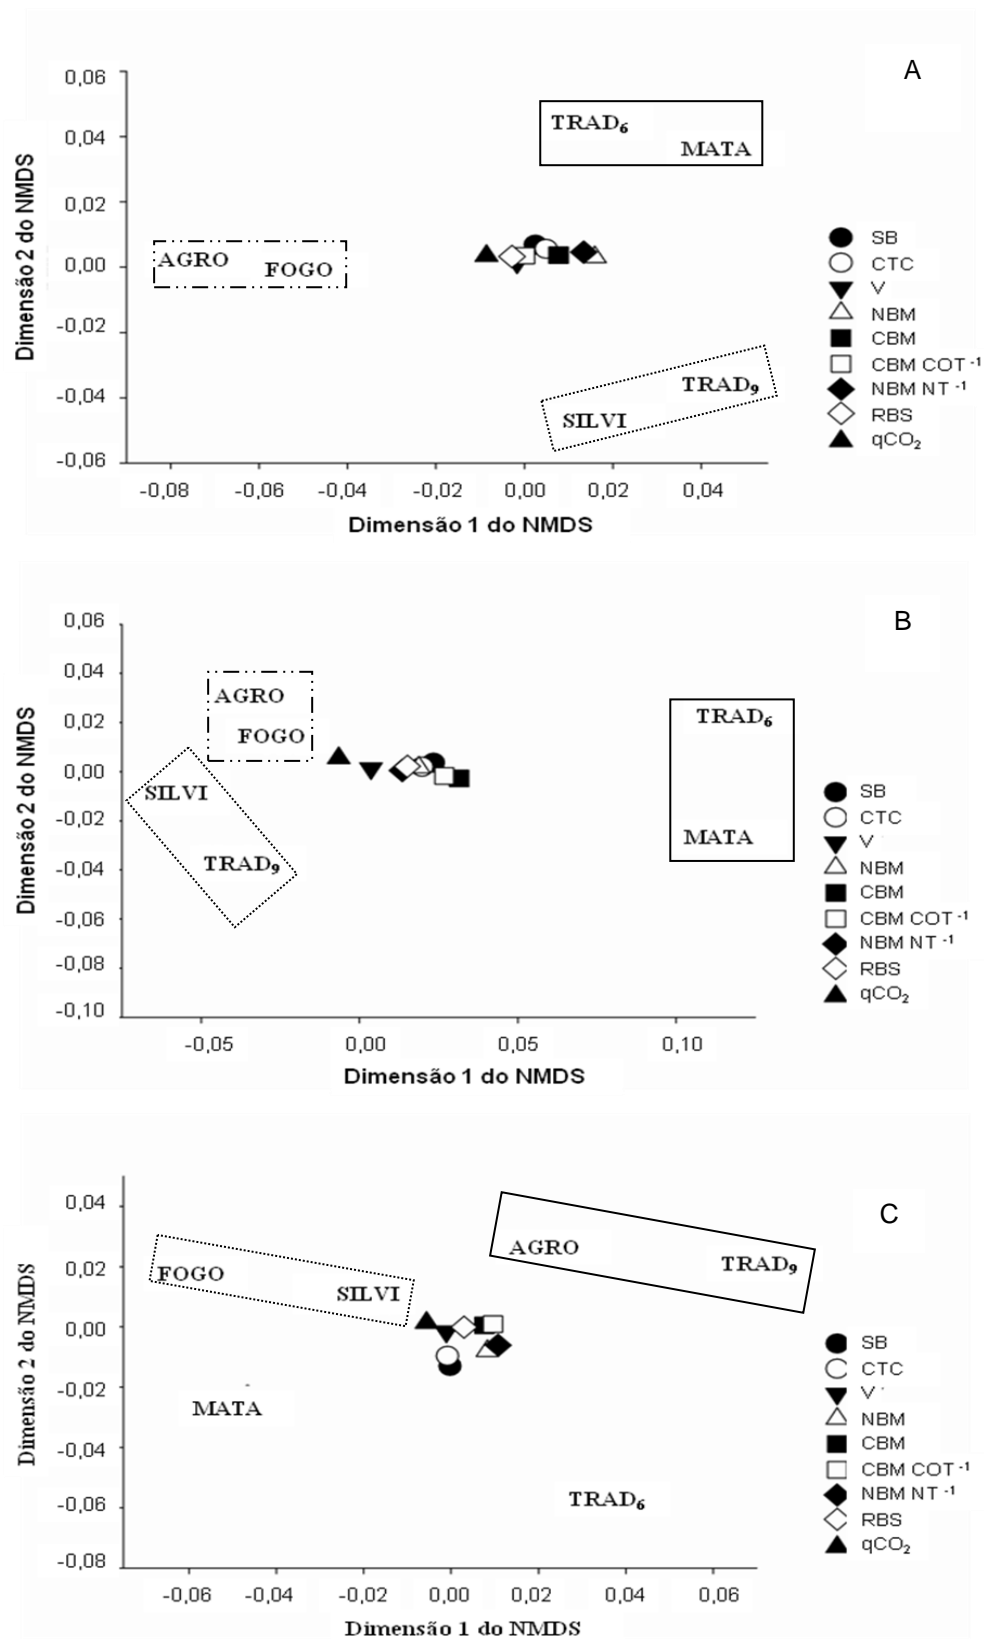 A
0,06
0,04
0,02
0,00
-0,02
-0,04
-0,06
Dimensão 2 do NMDS
TRAD6
MATA
AGRO
FOGO
TRAD9
SILVI
-0,08 -0,06 -0,04 -0,02 0,00 0,02 0,04
Dimensão 1 do NMDS
SB
CTC
V
NBM
CBM
CBM COT -1
NBM NT -1
RBS
qCO2
B
0,06
0,04
0,02
0,00
-0,02
-0,04
-0,06
-0,08
-0,10
Dimensão 2 do NMDS
AGRO
FOGO
SILVI
TRAD9
TRAD6
MATA
-0,05 0,00 0,05 0,10
Dimensão 1 do NMDS
SB
CTC
V
NBM
CBM
CBM COT -1
NBM NT -1
RBS
qCO2
C
0,04
0,02
0,00
-0,02
-0,04
-0,06
-0,08
Dimensão 2 do NMDS
AGRO
TRAD9
FOGO
SILVI
MATA
TRAD6
-0,06 -0,04 -0,02 0,00 0,02 0,04 0,06
Dimensão 1 do NMDS
SB
CTC
V
NBM
CBM
CBM COT -1
NBM NT -1
RBS
qCO2